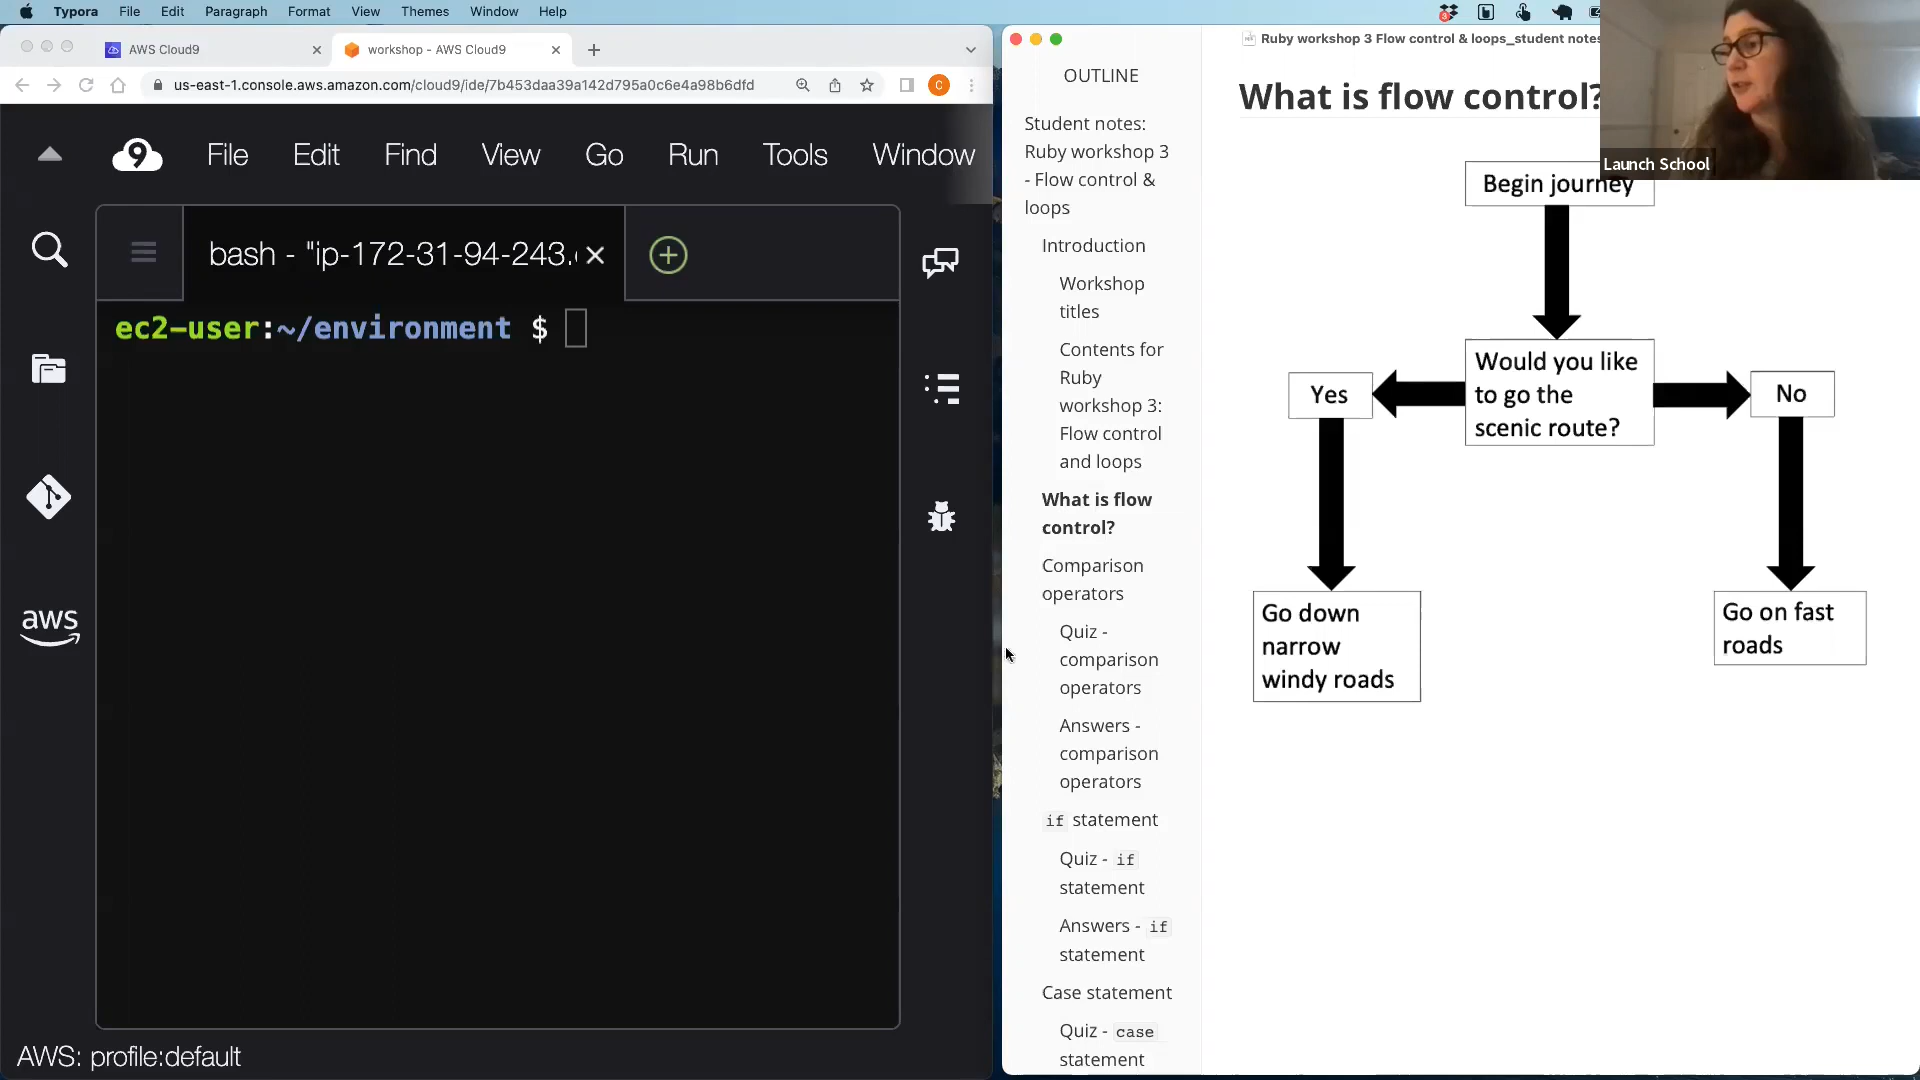 Typora File Edit Paragraph Format View Themes Window Help
3
AWS Cloud9
workshop - AWS Cloud9
us-east-1.console.aws.amazon.com/cloud9/ide/7b453daa39a142d795a0c6e4a98b6dfd
C
9 File Edit Find View Go Run Tools Window
bash - "ip-172-31-94-243.
ec2-user:~/environment $
aws
AWS: profile:default
Ruby workshop 3 Flow control & loops_student notes
OUTLINE
Student notes:
Ruby workshop 3
- Flow control &
loops
Introduction
Workshop
titles
Contents for
Ruby
workshop 3:
Flow control
and loops
What is flow
control?
Comparison
operators
Quiz -
comparison
operators
Answers -
comparison
operators
if statement
Quiz - if
statement
Answers - if
statement
Case statement
Quiz - case
statement
What is flow control?
Launch School
Begin journey
Would you like
to go the
scenic route?
Yes
No
Go down
narrow
windy roads
Go on fast
roads